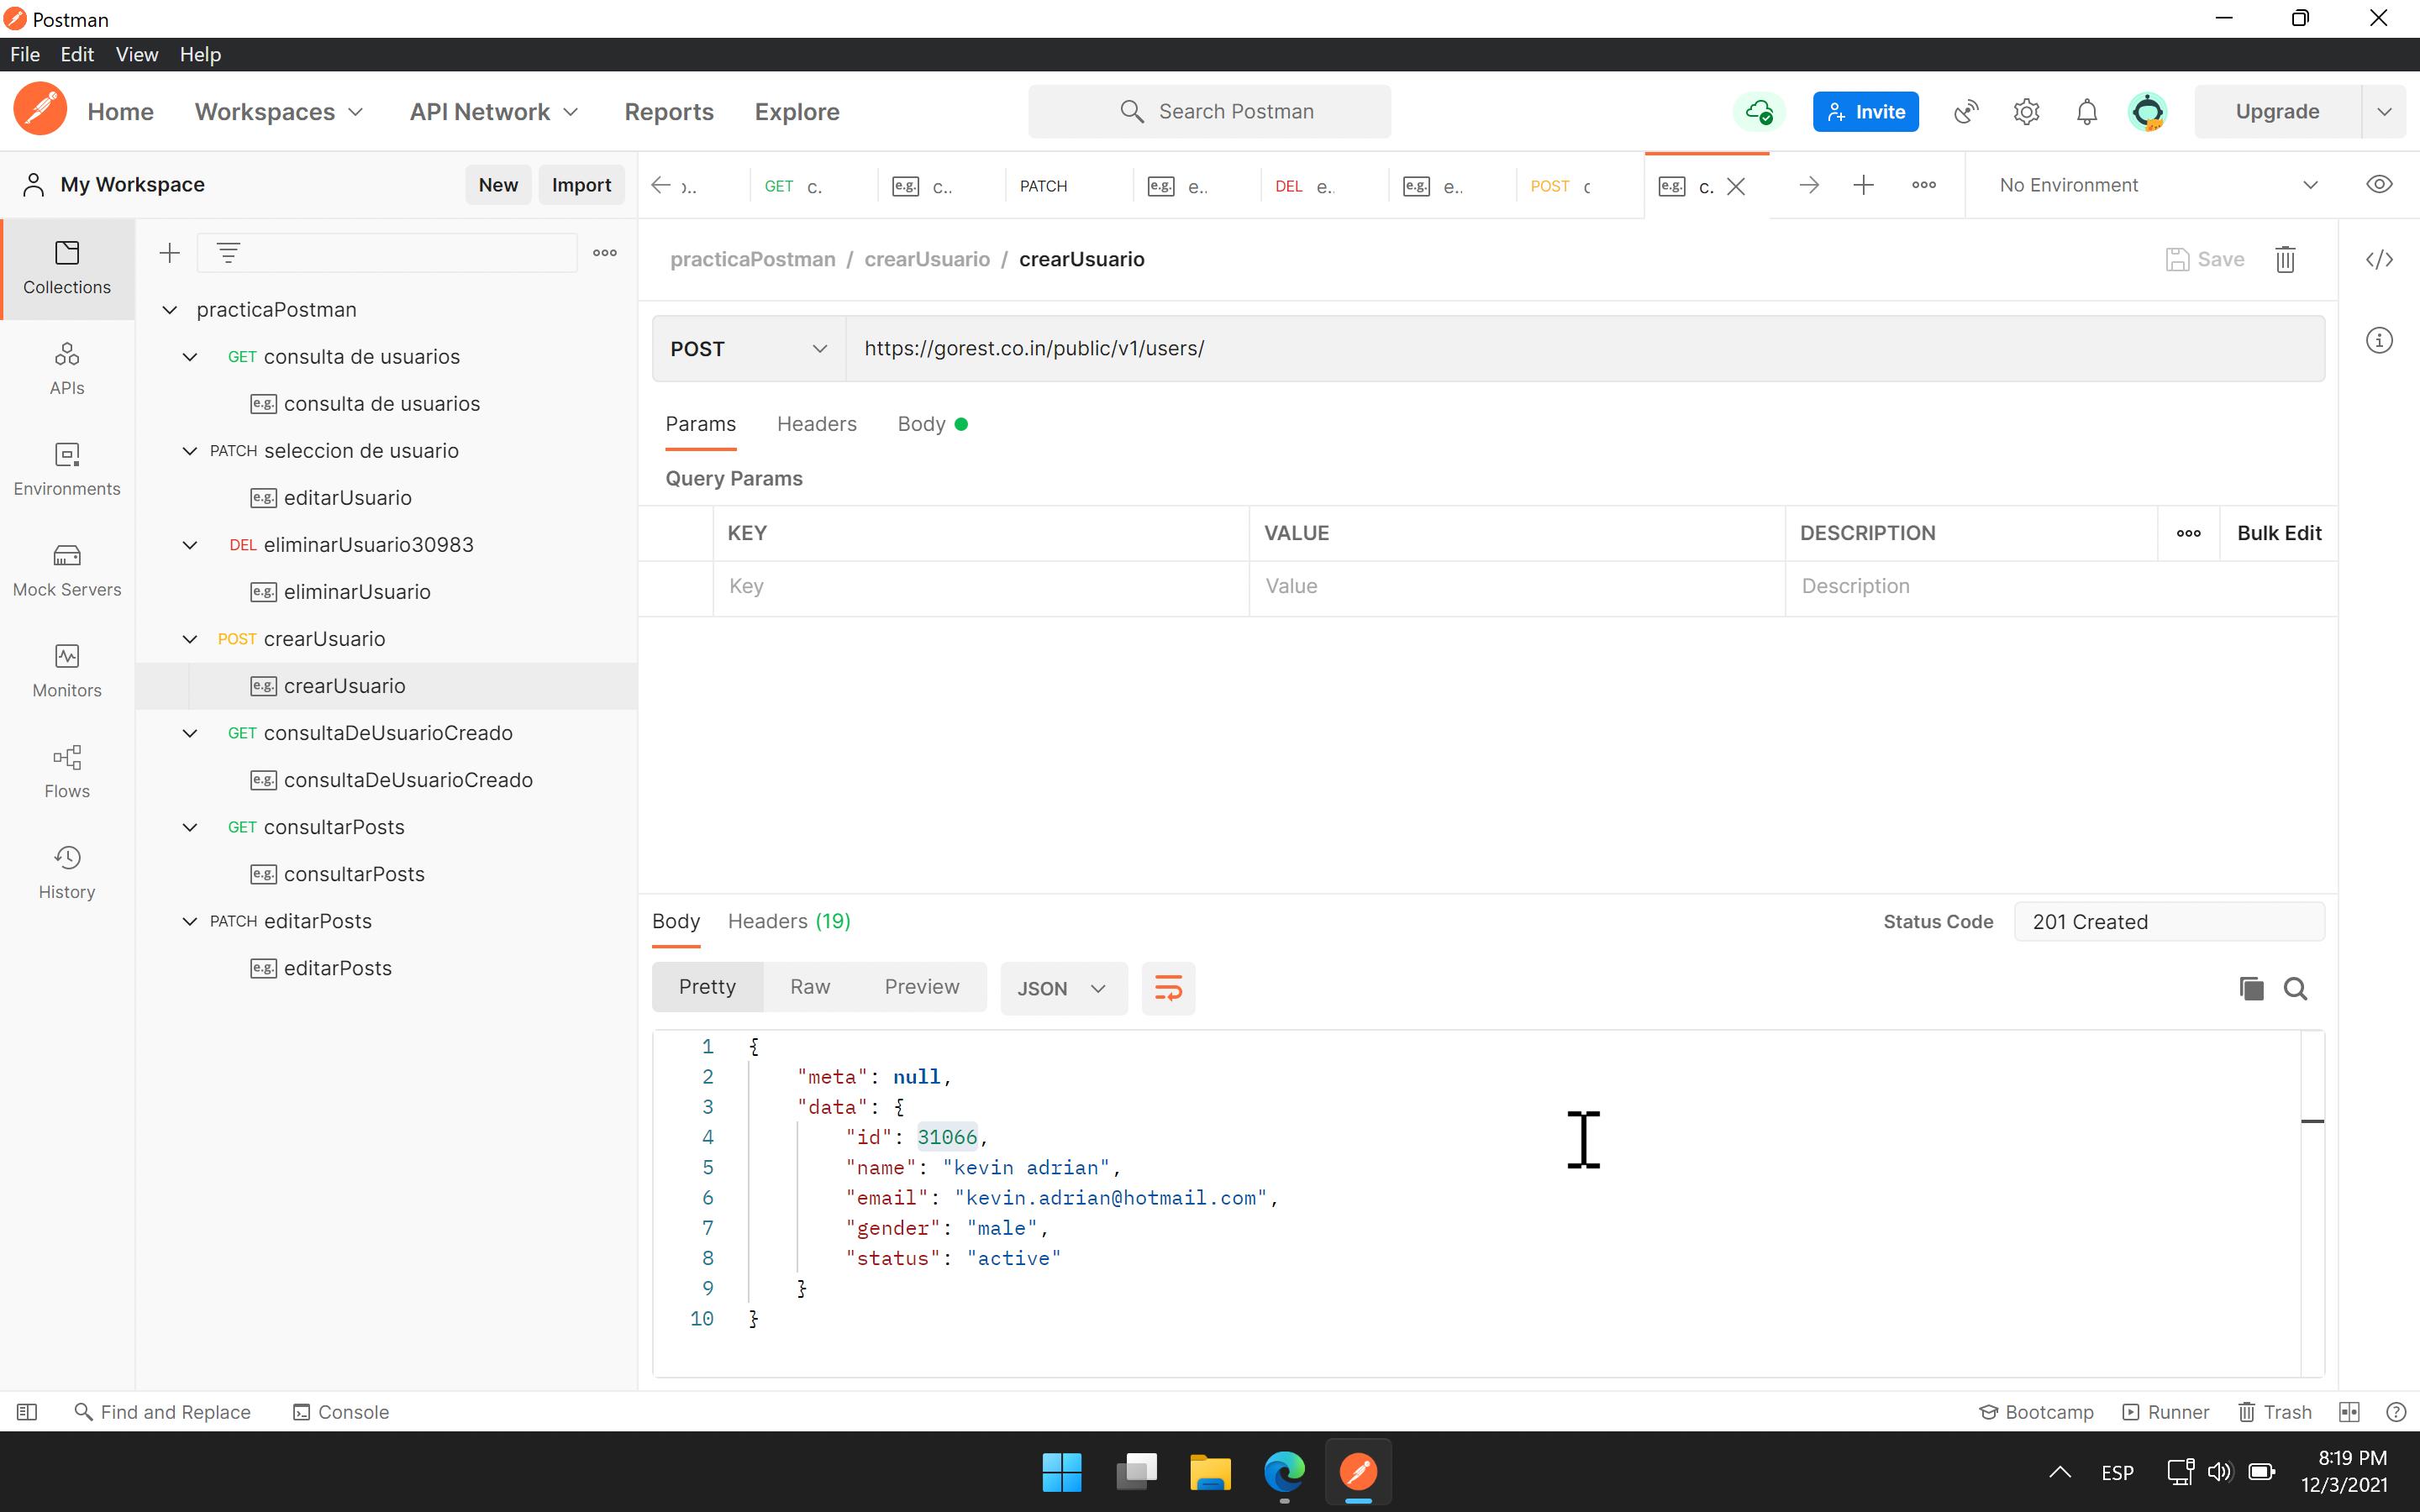 Postman
File Edit View Help
Home Workspaces API Network Reports Explore Search Postman Invite Upgrade
My Workspace New Import
GET c. e.g. c.. PATCH e.g. e.. DEL e.. e.g. e.. POST c e.g. c. No Environment
Collections
APIs
Environments
Mock Servers
Monitors
Flows
History
practicaPostman
GET consulta de usuarios
e.g. consulta de usuarios
PATCH seleccion de usuario
e.g. editarUsuario
DEL eliminarUsuario30983
e.g. eliminarUsuario
POST crearUsuario
e.g. crearUsuario
GET consultaDeUsuarioCreado
e.g. consultaDeUsuarioCreado
GET consultarPosts
e.g. consultarPosts
PATCH editarPosts
e.g. editarPosts
practicaPostman / crearUsuario / crearUsuario Save
POST https://gorest.co.in/public/v1/users/
Params Headers Body
Query Params
KEY VALUE DESCRIPTION Bulk Edit
Key Value Description
Body Headers (19) Status Code 201 Created
Pretty Raw Preview JSON
1 {
2 "meta": null,
3 "data": {
4 "id": 31066,
5 "name": "kevin adrian",
6 "email": "kevin.adrian@hotmail.com",
7 "gender": "male",
8 "status": "active"
9 }
10 }
Find and Replace Console Bootcamp Runner Trash
ESP 8:19 PM
12/3/2021